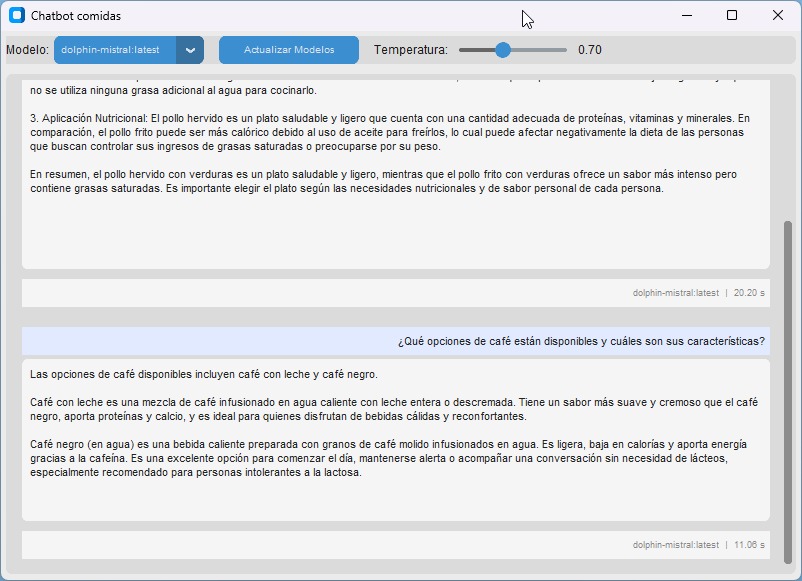 Chatbot comidas
Modelo: dolphin-mistral:latest Actualizar Modelos Temperatura: 0.70
no se utiliza ninguna grasa adicional al agua para cocinarlo.
3. Aplicación Nutricional: El pollo hervido es un plato saludable y ligero que cuenta con una cantidad adecuada de proteínas, vitaminas y minerales. En
comparación, el pollo frito puede ser más calórico debido al uso de aceite para freírlos, lo cual puede afectar negativamente la dieta de las personas
que buscan controlar sus ingresos de grasas saturadas o preocuparse por su peso.
En resumen, el pollo hervido con verduras es un plato saludable y ligero, mientras que el pollo frito con verduras ofrece un sabor más intenso pero
contiene grasas saturadas. Es importante elegir el plato según las necesidades nutricionales y de sabor personal de cada persona.
dolphin-mistral:latest | 20.20 s
¿Qué opciones de café están disponibles y cuáles son sus características?
Las opciones de café disponibles incluyen café con leche y café negro.
Café con leche es una mezcla de café infusionado en agua caliente con leche entera o descremada. Tiene un sabor más suave y cremoso que el café
negro, aporta proteínas y calcio, y es ideal para quienes disfrutan de bebidas cálidas y reconfortantes.
Café negro (en agua) es una bebida caliente preparada con granos de café molido infusionados en agua. Es ligera, baja en calorías y aporta energía
gracias a la cafeína. Es una excelente opción para comenzar el día, mantenerse alerta o acompañar una conversación sin necesidad de lácteos,
especialmente recomendado para personas intolerantes a la lactosa.
dolphin-mistral:latest | 11.06 s